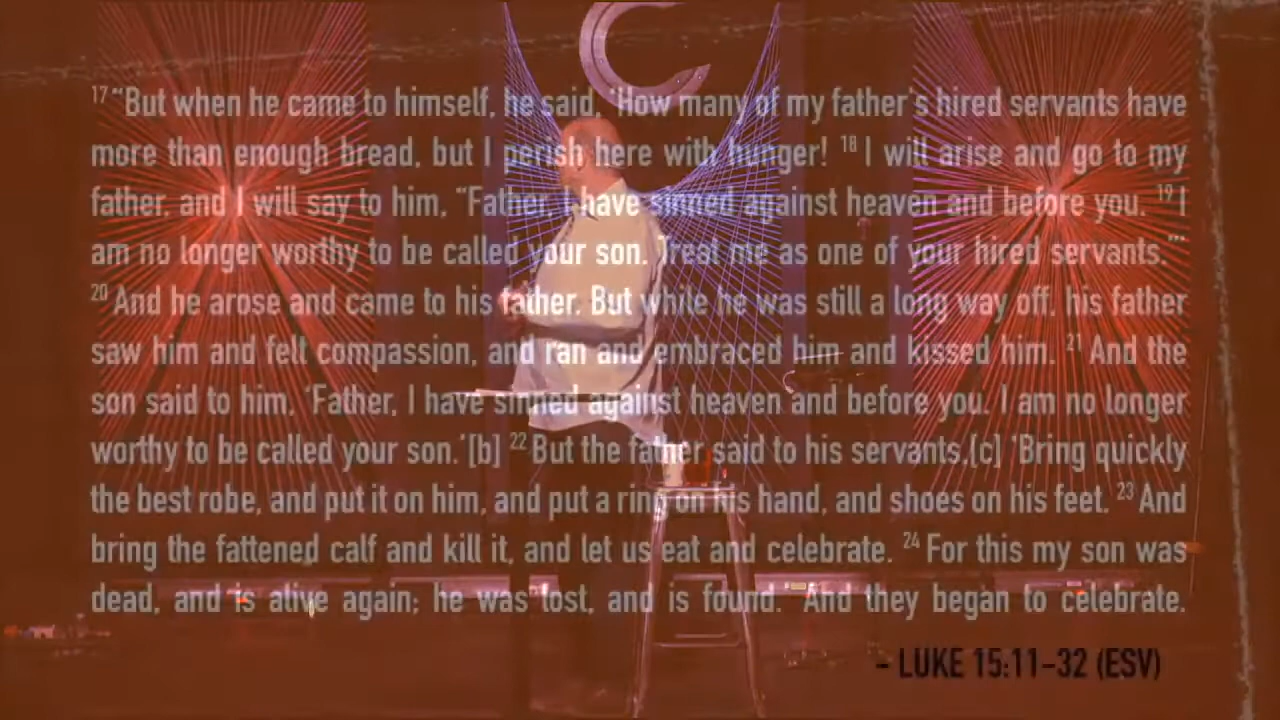 17 “But when he came to himself, he said, ‘How many of my father’s hired servants have
more than enough bread, but I perish here with hunger! 18 I will arise and go to my
father, and I will say to him, “Father, I have sinned against heaven and before you. 19 I
am no longer worthy to be called your son. Treat me as one of your hired servants.”’
20 And he arose and came to his father. But while he was still a long way off, his father
saw him and felt compassion, and ran and embraced him and kissed him. 21 And the
son said to him, ‘Father, I have sinned against heaven and before you. I am no longer
worthy to be called your son.’[b] 22 But the father said to his servants,[c] ‘Bring quickly
the best robe, and put it on him, and put a ring on his hand, and shoes on his feet. 23 And
bring the fattened calf and kill it, and let us eat and celebrate. 24 For this my son was
dead, and is alive again; he was lost, and is found.’ And they began to celebrate.
- LUKE 15:11-32 (ESV)